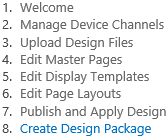 1. Welcome
2. Manage Device Channels
3. Upload Design Files
4. Edit Master Pages
5. Edit Display Templates
6. Edit Page Layouts
7. Publish and Apply Design
8. Create Design Package